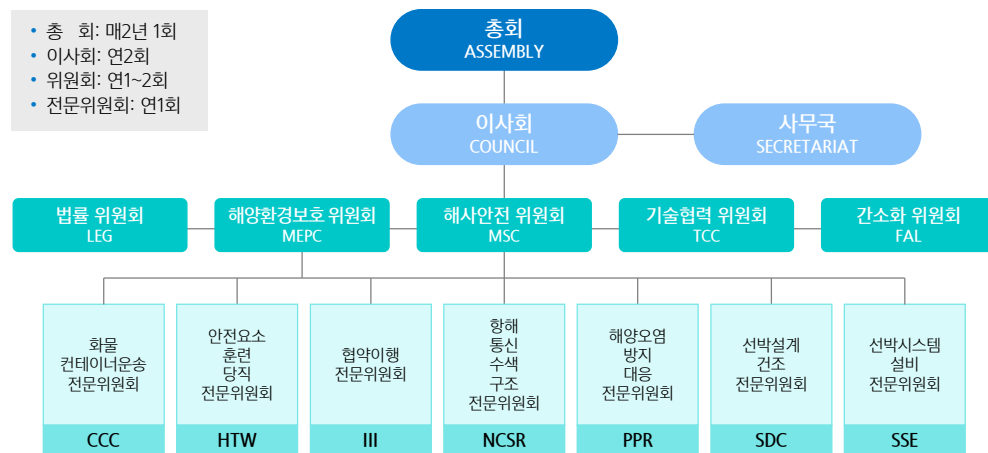 • 총 회: 매2년 1회
• 이사회: 연2회
• 위원회: 연1~2회
• 전문위원회: 연1회
총회
ASSEMBLY
이사회
COUNCIL
사무국
SECRETARIAT
법률 위원회
LEG
해양환경보호 위원회
MEPC
해사안전 위원회
MSC
기술협력 위원회
TCC
간소화 위원회
FAL
화물
컨테이너운송
전문위원회
CCC
안전요소
훈련
당직
전문위원회
HTW
협약이행
전문위원회
III
항해
통신
수색
구조
전문위원회
NCSR
해양오염
방지
대응
전문위원회
PPR
선박설계
건조
전문위원회
SDC
선박시스템
설비
전문위원회
SSE